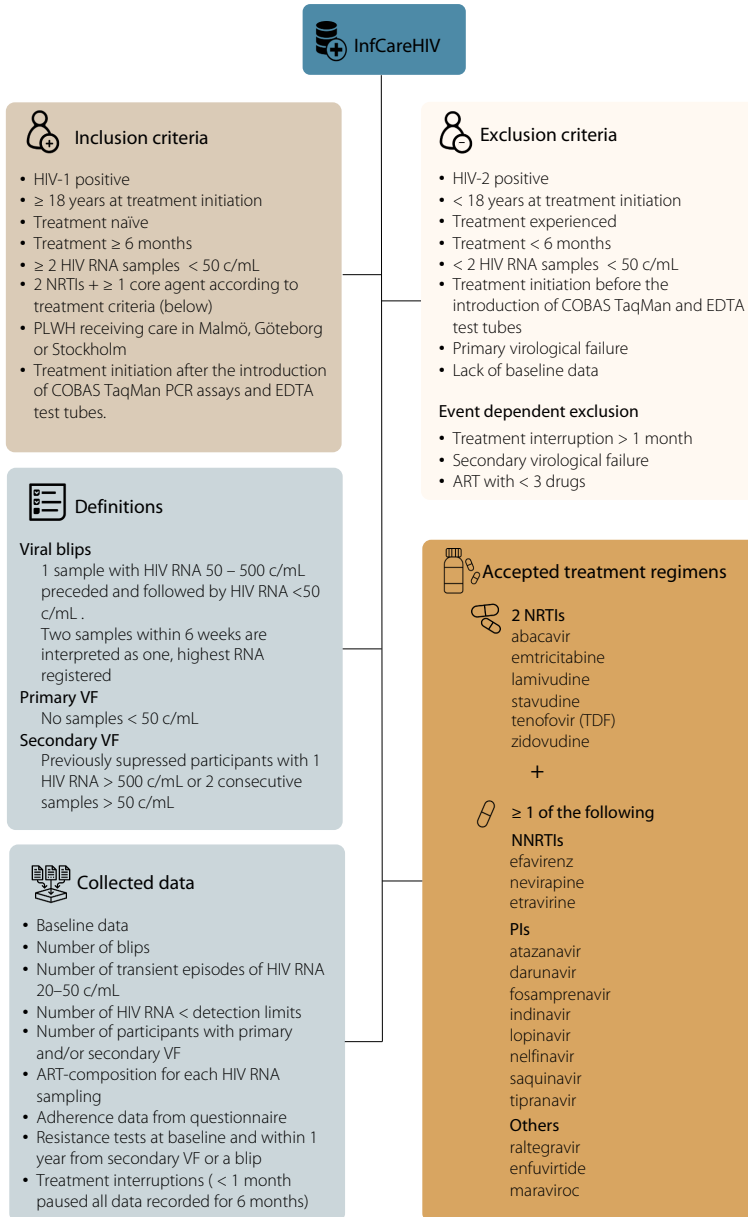 InfCareHIV
Inclusion criteria
• HIV-1 positive
• ≥ 18 years at treatment initiation
• Treatment naïve
• Treatment ≥ 6 months
• ≥ 2 HIV RNA samples < 50 c/mL
• 2 NRTIs + ≥ 1 core agent according to
treatment criteria (below)
• PLWH receiving care in Malmö, Göteborg
or Stockholm
• Treatment initiation after the introduction
of COBAS TaqMan PCR assays and EDTA
test tubes.
Exclusion criteria
• HIV-2 positive
• < 18 years at treatment initiation
• Treatment experienced
• Treatment < 6 months
• < 2 HIV RNA samples < 50 c/mL
• Treatment initiation before the
introduction of COBAS TaqMan and EDTA
test tubes
• Primary virological failure
• Lack of baseline data
Event dependent exclusion
• Treatment interruption > 1 month
• Secondary virological failure
• ART with < 3 drugs
Definitions
Viral blips
1 sample with HIV RNA 50 – 500 c/mL
preceded and followed by HIV RNA <50
c/mL .
Two samples within 6 weeks are
interpreted as one, highest RNA
registered
Primary VF
No samples < 50 c/mL
Secondary VF
Previously supressed participants with 1
HIV RNA > 500 c/mL or 2 consecutive
samples > 50 c/mL
Collected data
• Baseline data
• Number of blips
• Number of transient episodes of HIV RNA
20–50 c/mL
• Number of HIV RNA < detection limits
• Number of participants with primary
and/or secondary VF
• ART-composition for each HIV RNA
sampling
• Adherence data from questionnaire
• Resistance tests at baseline and within 1
year from secondary VF or a blip
• Treatment interruptions ( < 1 month
paused all data recorded for 6 months)
Accepted treatment regimens
2 NRTIs
abacavir
emtricitabine
lamivudine
stavudine
tenofovir (TDF)
zidovudine
+
≥ 1 of the following
NNRTIs
efavirenz
nevirapine
etravirine
PIs
atazanavir
darunavir
fosamprenavir
indinavir
lopinavir
nelfinavir
saquinavir
tipranavir
Others
raltegravir
enfuvirtide
maraviroc